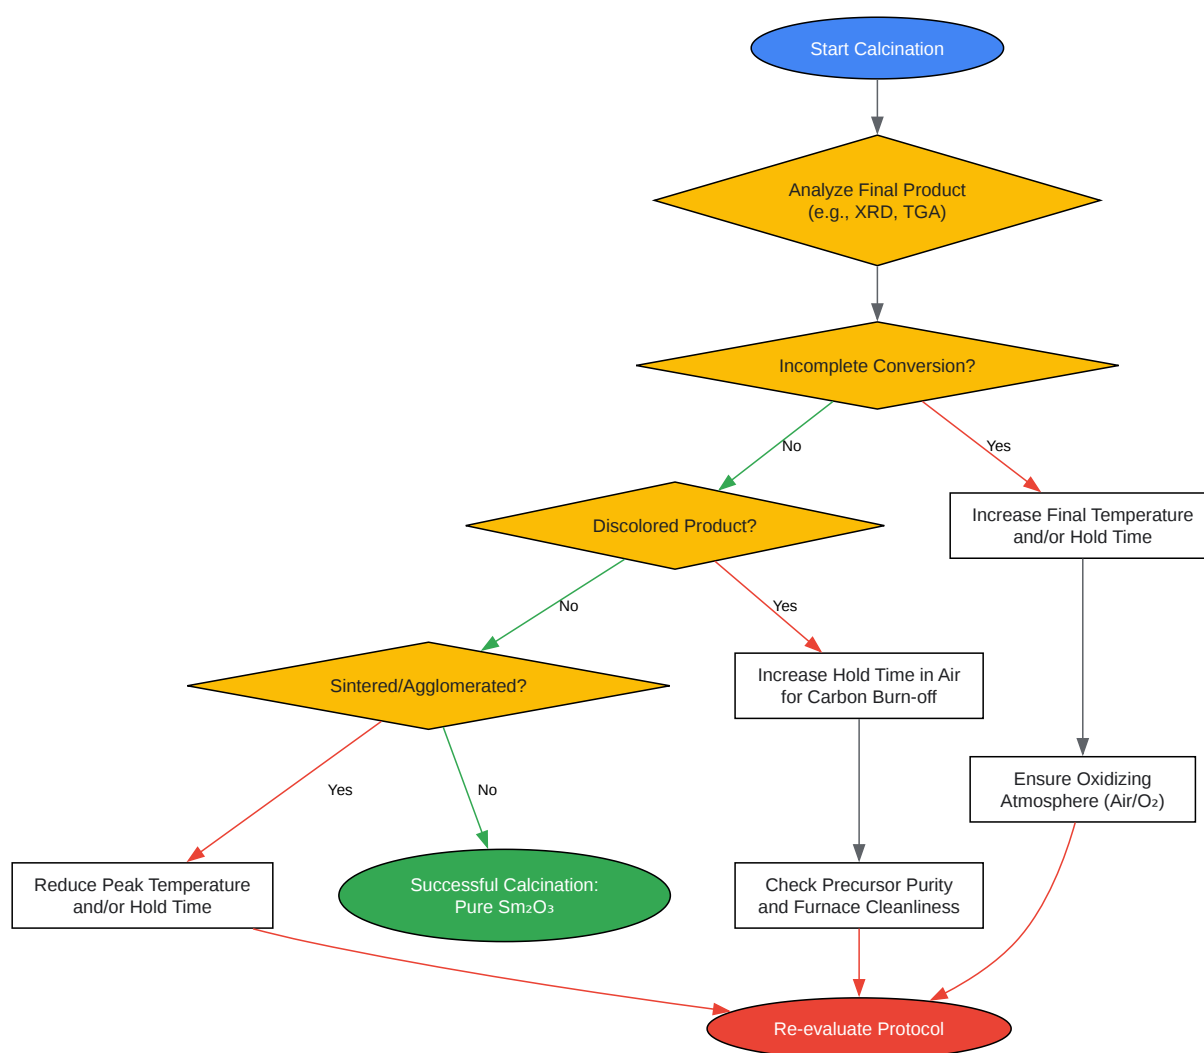 Start Calcination
Analyze Final Product
(e.g., XRD, TGA)
Incomplete Conversion?
No
Yes
Discolored Product?
Increase Final Temperature
and/or Hold Time
No
Yes
Sintered/Agglomerated?
Increase Hold Time in Air
for Carbon Burn-off
Yes
No
Ensure Oxidizing
Atmosphere (Air/O₂)
Reduce Peak Temperature
and/or Hold Time
Successful Calcination:
Pure Sm₂O₃
Check Precursor Purity
and Furnace Cleanliness
Re-evaluate Protocol